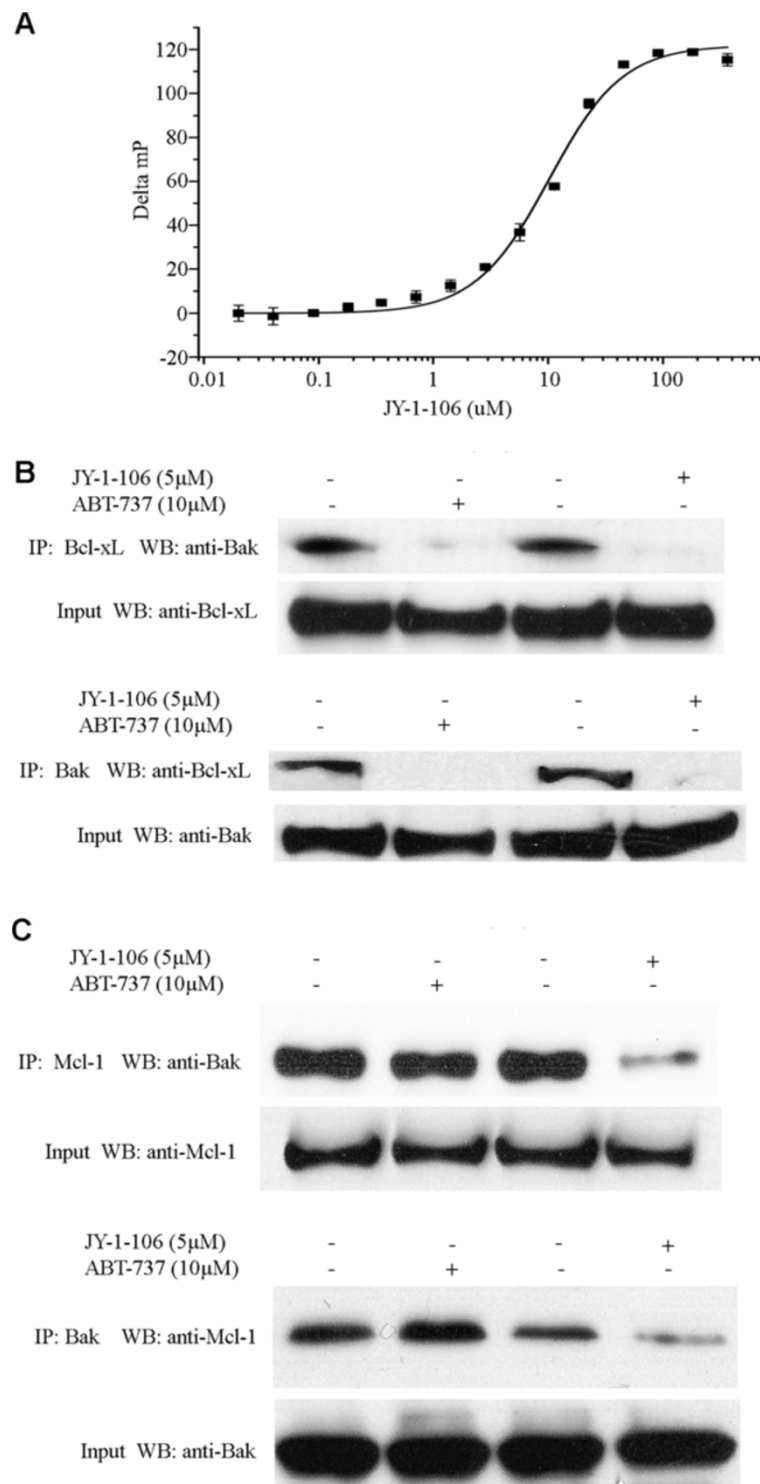 A
120
100
80
60
40
20
0
-20
Delta mP
0.01 0.1 1 10 100
JY-1-106 (uM)
B
JY-1-106 (5μM) - - - +
ABT-737 (10μM) - + - -
IP: Bcl-xL WB: anti-Bak
Input WB: anti-Bcl-xL
JY-1-106 (5μM) - - - +
ABT-737 (10μM) - + - -
IP: Bak WB: anti-Bcl-xL
Input WB: anti-Bak
C
JY-1-106 (5μM) - - - +
ABT-737 (10μM) - + - -
IP: Mcl-1 WB: anti-Bak
Input WB: anti-Mcl-1
JY-1-106 (5μM) - - - +
ABT-737 (10μM) - + - -
IP: Bak WB: anti-Mcl-1
Input WB: anti-Bak